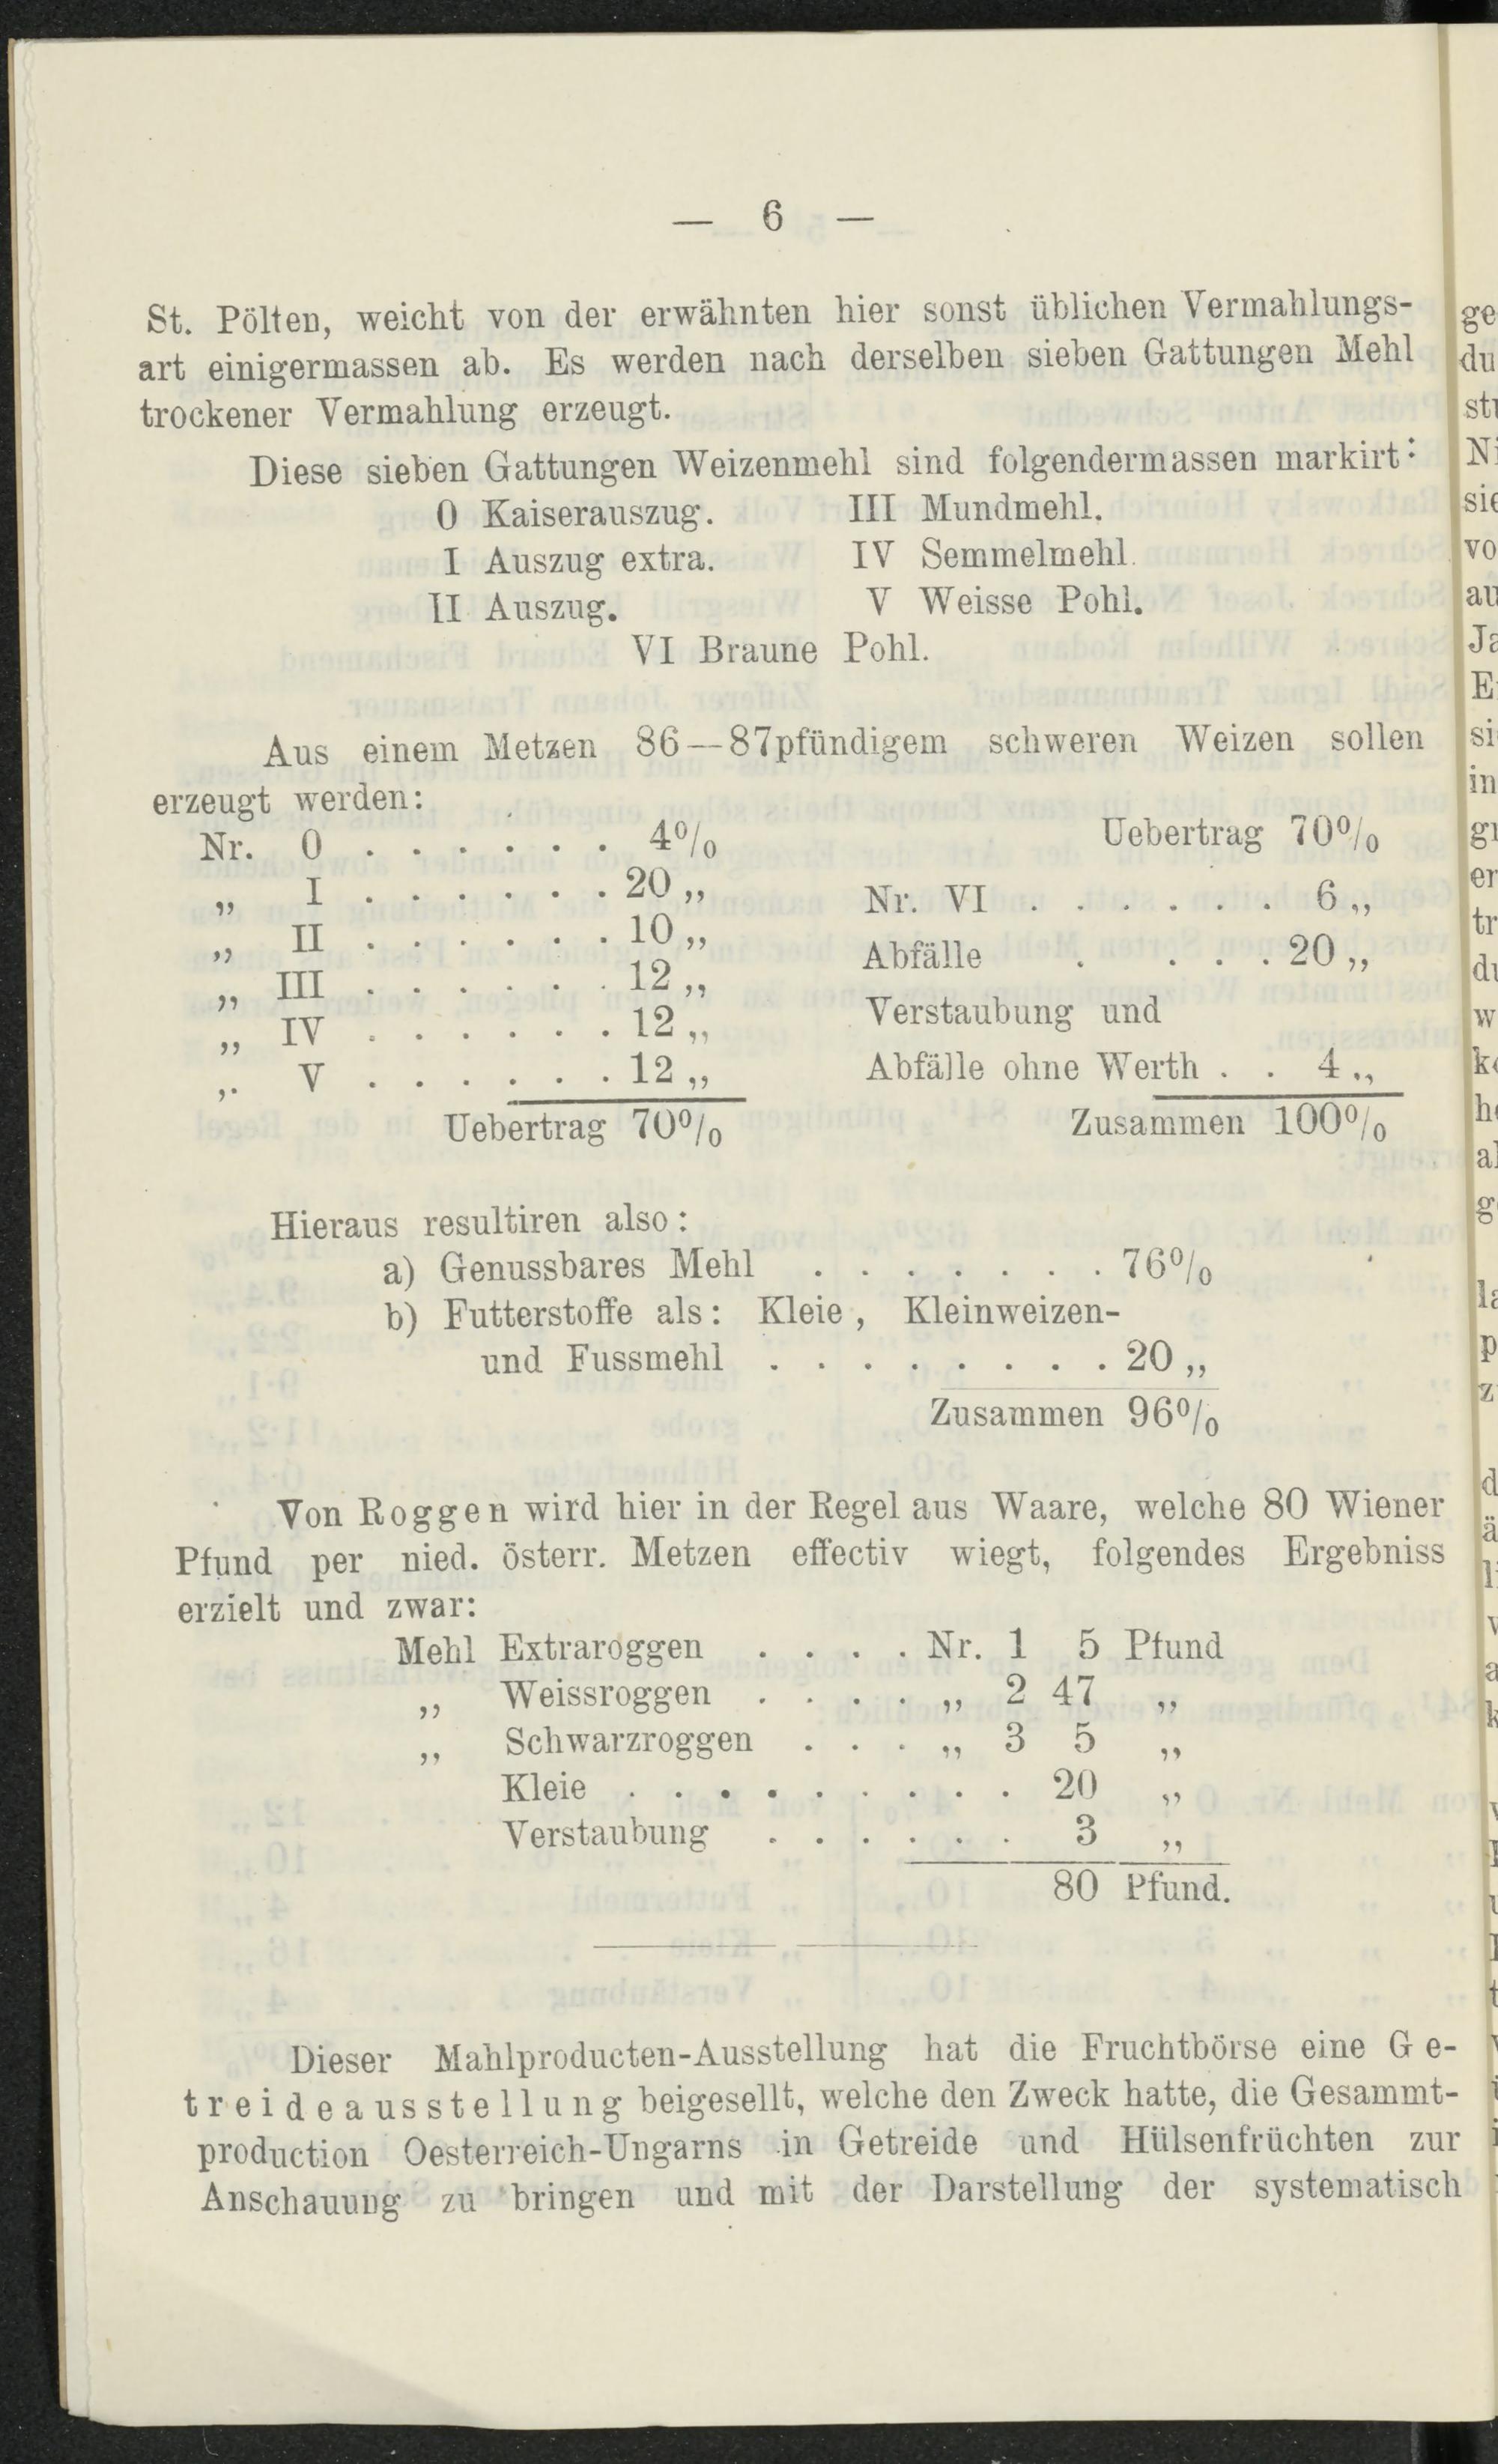 — 6 —
St. Pölten, weicht von der erwähnten hier sonst üblichen Vermahlungs-
art einigermassen ab. Es werden nach derselben sieben Gattungen Mehl
trockener Vermahlung erzeugt.
Diese sieben Gattungen Weizenmehl sind folgendermassen markirt:
0 Kaiserauszug. III Mundmehl.
I Auszug extra. IV Semmelmehl.
II Auszug. V Weisse Pohl.
VI Braune Pohl.
Aus einem Metzen 86—87pfündigem schweren Weizen sollen
erzeugt werden:
Nr. 0 . . . . . . 4%
„ I . . . . . . 20 „
„ II . . . . . . 10 „
„ III . . . . . . 12 „
„ IV . . . . . . 12 „
„ V . . . . . . 12 „
Uebertrag 70%
Uebertrag 70%
Nr. VI . . . . . . 6 „
Abfälle . . . . 20 „
Verstaubung und
Abfälle ohne Werth . . 4 „
Zusammen 100%
Hieraus resultiren also:
a) Genussbares Mehl . . . . . . . 76%
b) Futterstoffe als: Kleie, Kleinweizen-
und Fussmehl . . . . . . . . 20 „
Zusammen 96%
Von Roggen wird hier in der Regel aus Waare, welche 80 Wiener
Pfund per nied. österr. Metzen effectiv wiegt, folgendes Ergebniss
erzielt und zwar:
Mehl Extraroggen . . . . Nr. 1 5 Pfund
„ Weissroggen . . . . „ 2 47 „
„ Schwarzroggen . . . „ 3 5 „
Kleie . . . . . . . . . 20 „
Verstaubung . . . . . . 3 „
80 Pfund.
Dieser Mahlproducten-Ausstellung hat die Fruchtbörse eine Ge-
treideausstellung beigesellt, welche den Zweck hatte, die Gesammt-
production Oesterreich-Ungarns in Getreide und Hülsenfrüchten zur
Anschauung zu bringen und mit der Darstellung der systematisch